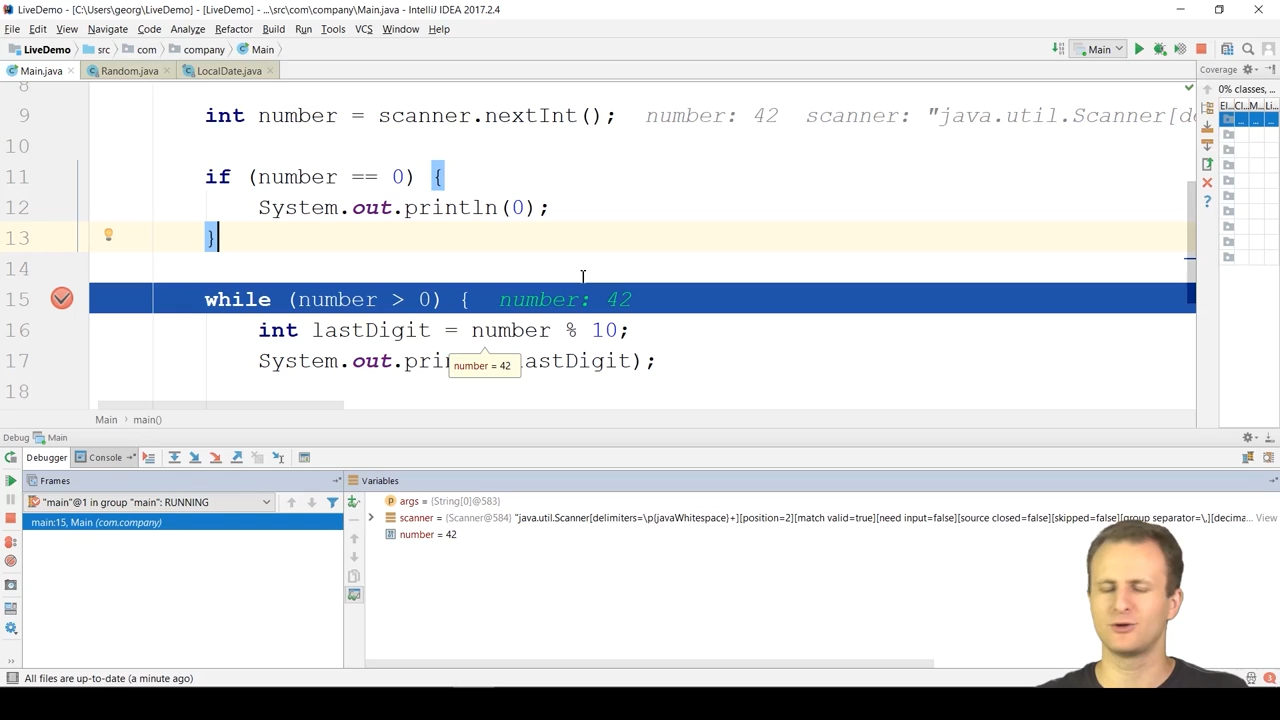 LiveDemo - [C:\Users\georg\LiveDemo] - [LiveDemo] - ...\src\com\company\Main.java - IntelliJ IDEA 2017.2.4
File Edit View Navigate Code Analyze Refactor Build Run Tools VCS Window Help
LiveDemo src com company Main Main
Main.java Random.java LocalDate.java Coverage
8 0% classes,
9 int number = scanner.nextInt(); number: 42 scanner: "java.util.Scanner[de El... Cl... M... Li...
10
11 if (number == 0) {
12 System.out.println(0);
13 }
14
15 while (number > 0) { number: 42
16 int lastDigit = number % 10;
17 System.out.pri astDigit);
number = 42
18
Main › main()
Debug Main
Debugger Console
Frames Variables
"main"@1 in group "main": RUNNING
args = {String[0]@583}
main:15, Main (com.company)
scanner = {Scanner@584} "java.util.Scanner[delimiters=\p{javaWhitespace}+][position=2][match valid=true][need input=false][source closed=false][skipped=false][group separator=\,][decima... View
number = 42
All files are up-to-date (a minute ago)